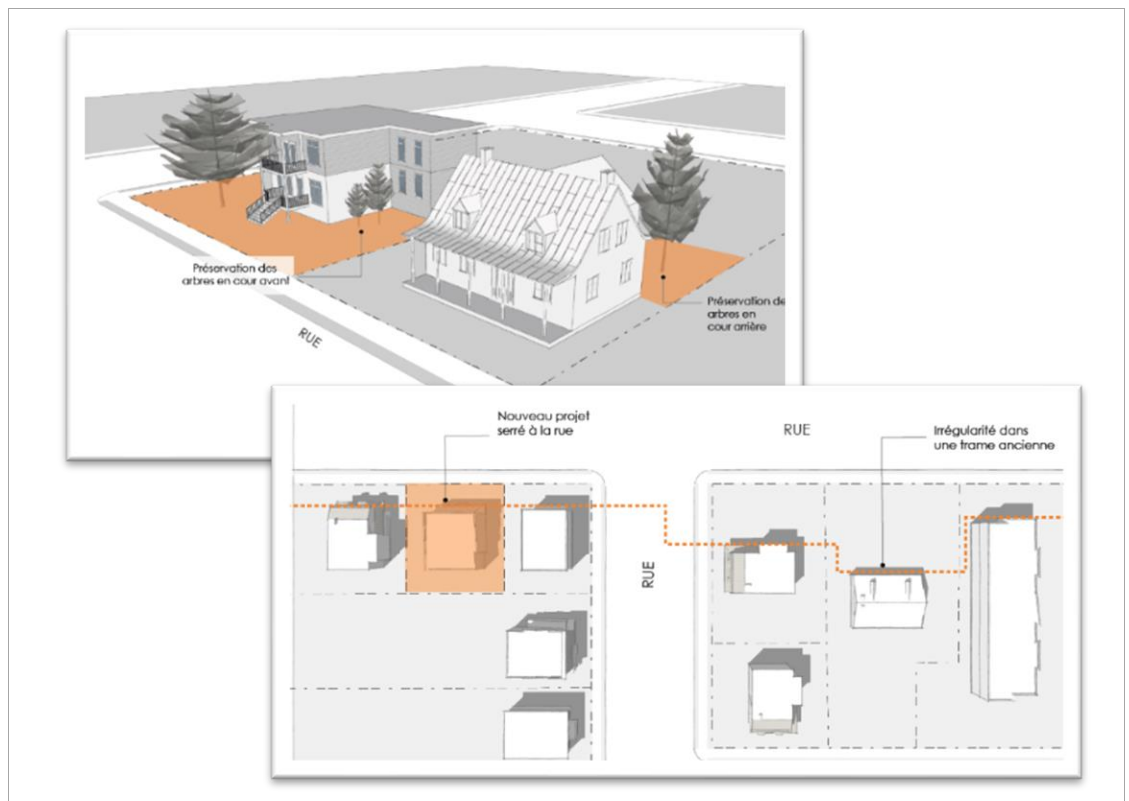 Préservation des
arbres en cour avant
Préservation de
arbres en
cour arrière
RUE
Nouveau projet
serré à la rue
RUE
Irrégularité dans
une trame ancienne
RUE